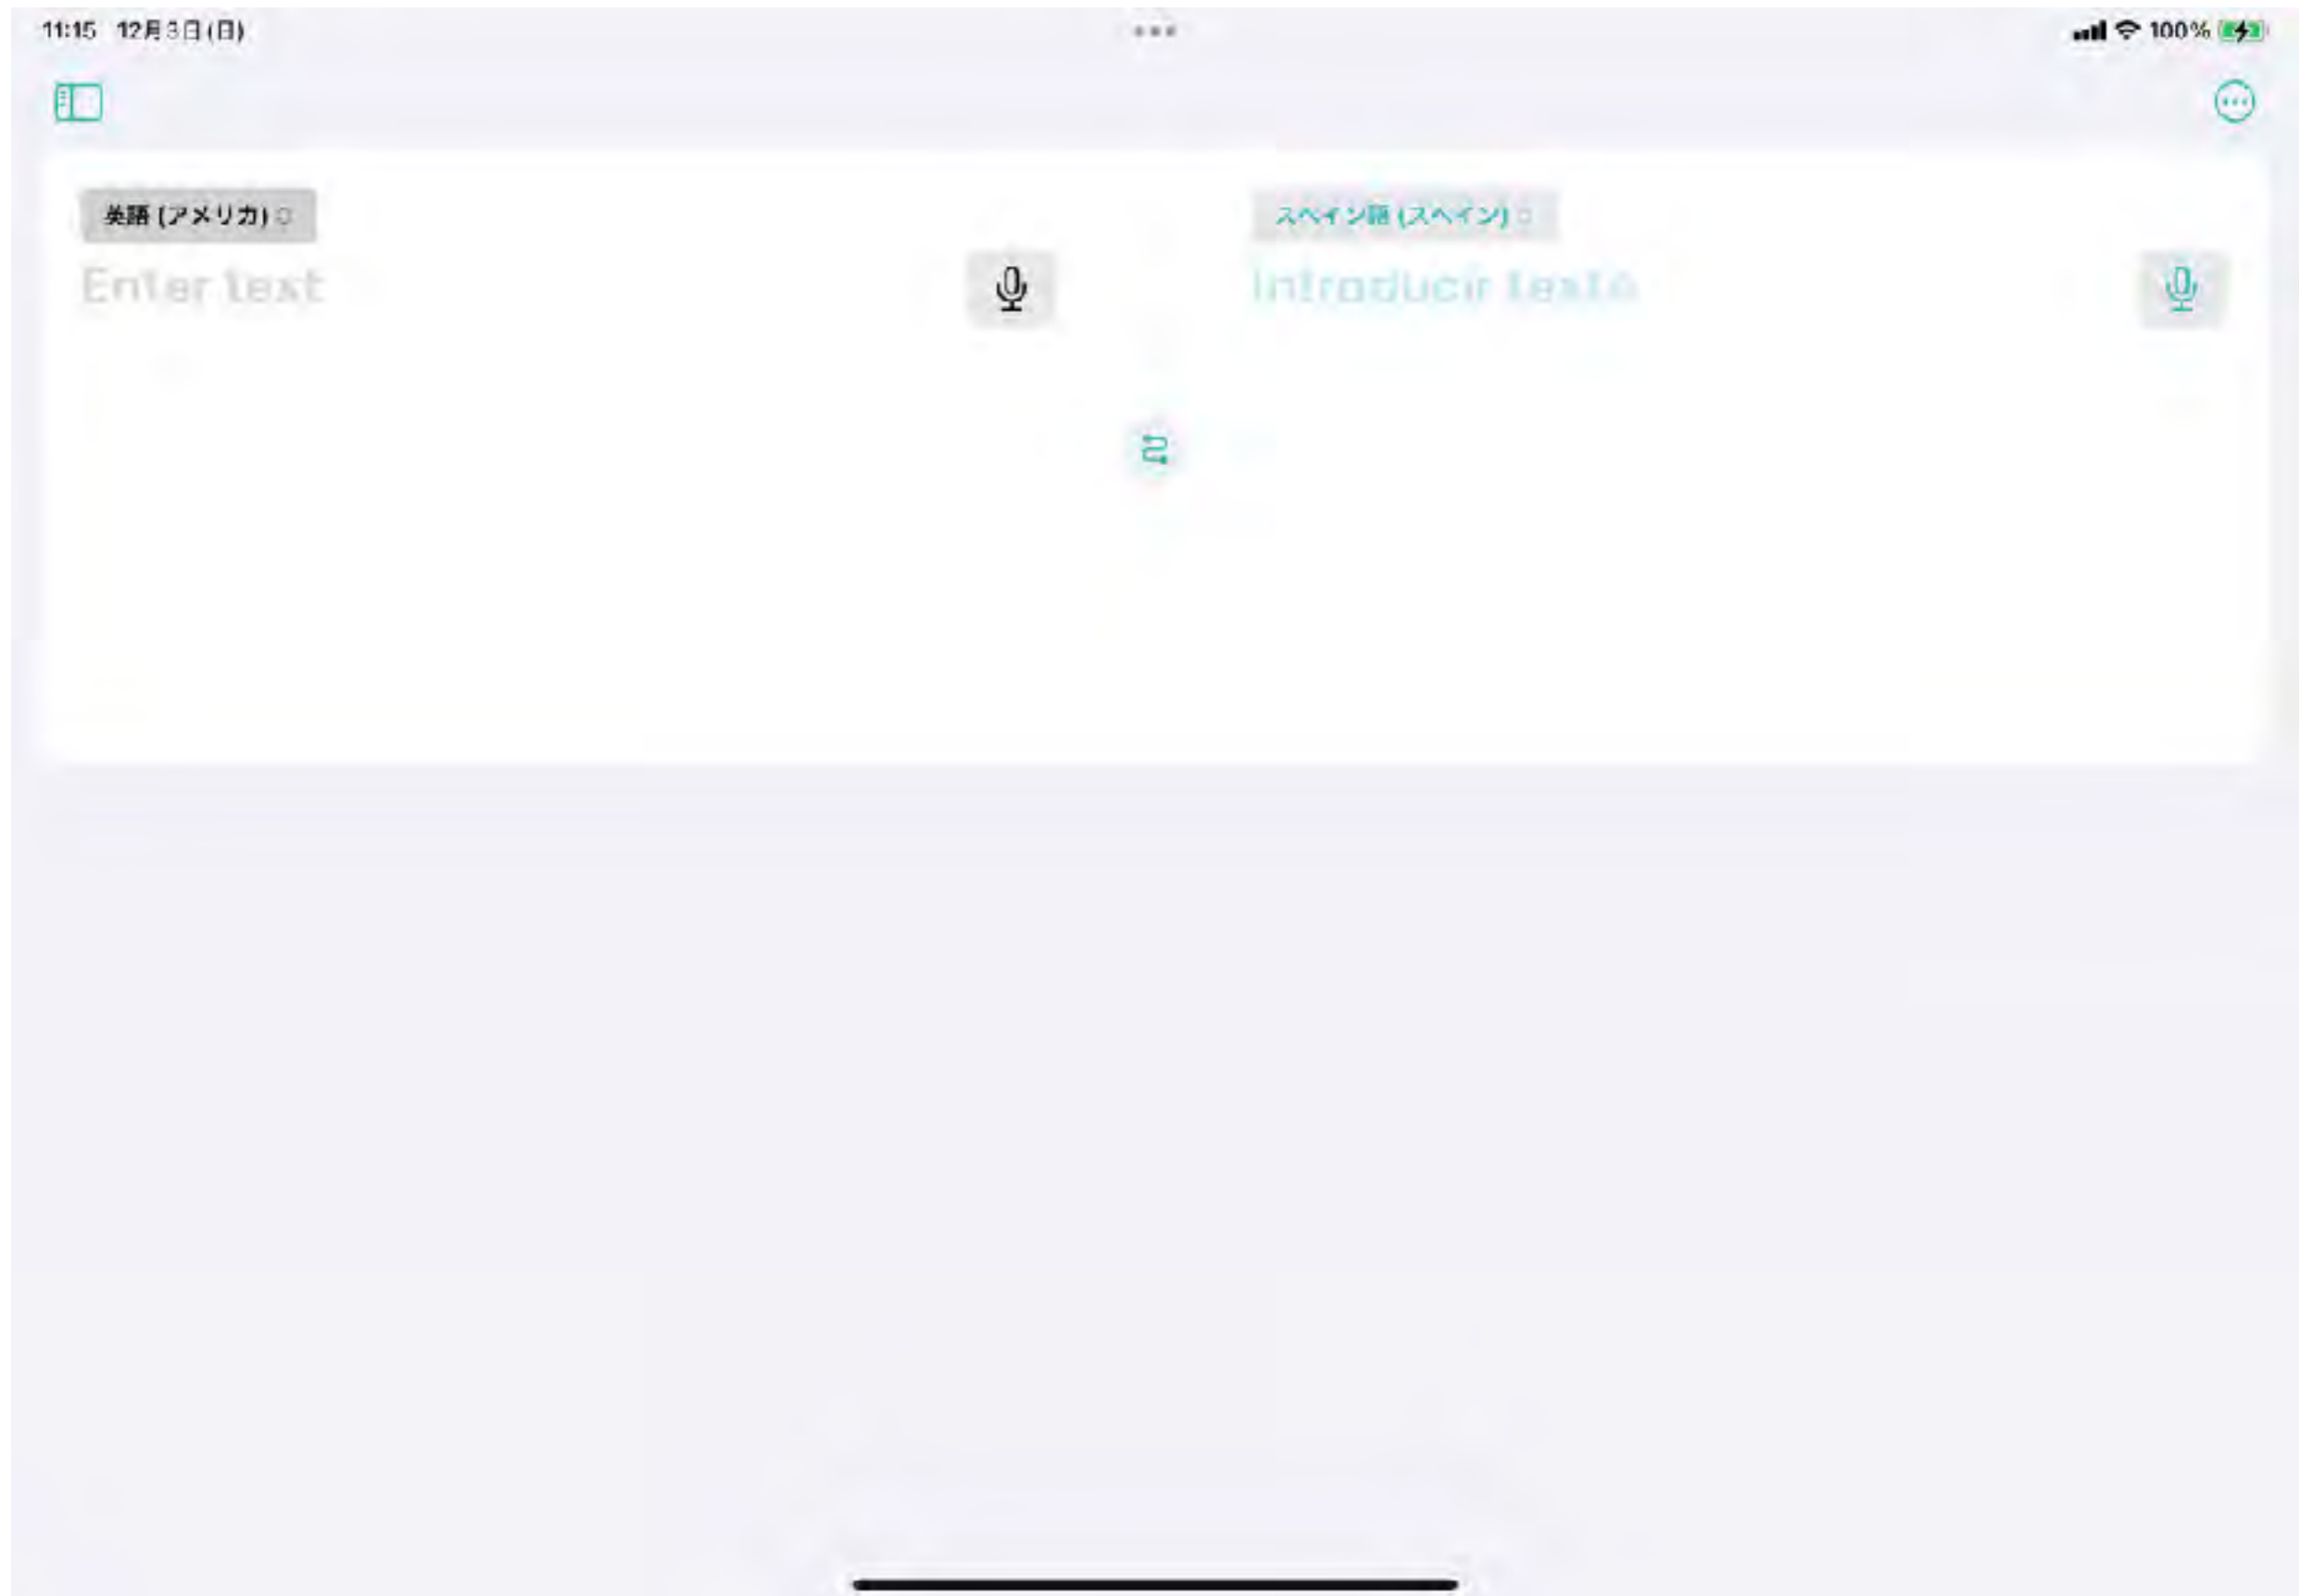 11:15 12月3日(日)
100%
英語 (アメリカ)
スペイン語 (スペイン)
Enter text
Introducir texto